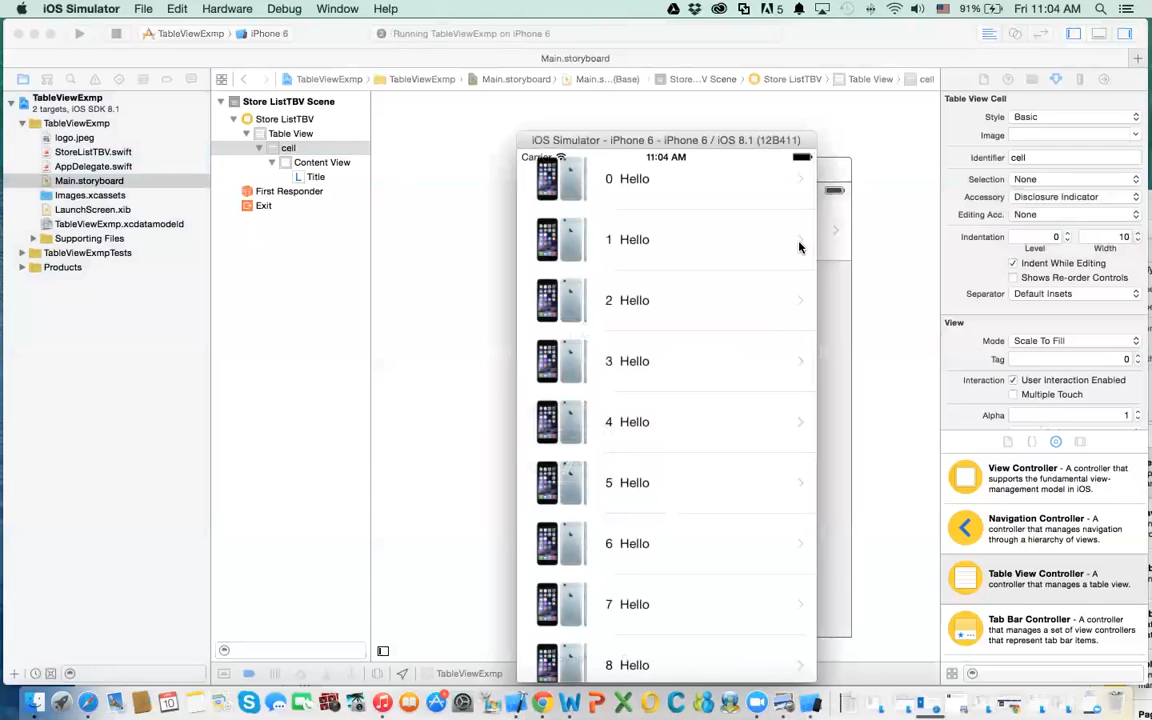 iOS Simulator File Edit Hardware Debug Window Help 5 91% Fri 11:04 AM
TableViewExmp iPhone 6 Running TableViewExmp on iPhone 6
Main.storyboard
TableViewExmp TableViewExmp Main.storyboard Main.s...(Base) Store...V Scene Store ListTBV Table View cell
TableViewExmp
2 targets, iOS SDK 8.1
TableViewExmp
logo.jpeg
StoreListTBV.swift
AppDelegate.swift
Main.storyboard
Images.xcassets
LaunchScreen.xib
TableViewExmp.xcdatamodeld
Supporting Files
TableViewExmpTests
Products
Store ListTBV Scene
Store ListTBV
Table View
cell
Content View
L Title
First Responder
Exit
iOS Simulator - iPhone 6 - iPhone 6 / iOS 8.1 (12B411)
Carrier 11:04 AM
0 Hello
1 Hello
2 Hello
3 Hello
4 Hello
5 Hello
6 Hello
7 Hello
8 Hello
Table View Cell
Style Basic
Image
Identifier cell
Selection None
Accessory Disclosure Indicator
Editing Acc. None
Indentation 0 10
Level Width
Indent While Editing
Shows Re-order Controls
Separator Default Insets
View
Mode Scale To Fill
Tag 0
Interaction User Interaction Enabled
Multiple Touch
Alpha 1
View Controller - A controller that
supports the fundamental view-
management model in iOS.
Navigation Controller - A
controller that manages navigation
through a hierarchy of views.
Table View Controller - A
controller that manages a table view.
Tab Bar Controller - A controller
that manages a set of view controllers
that represent tab bar items.
TableViewExmp